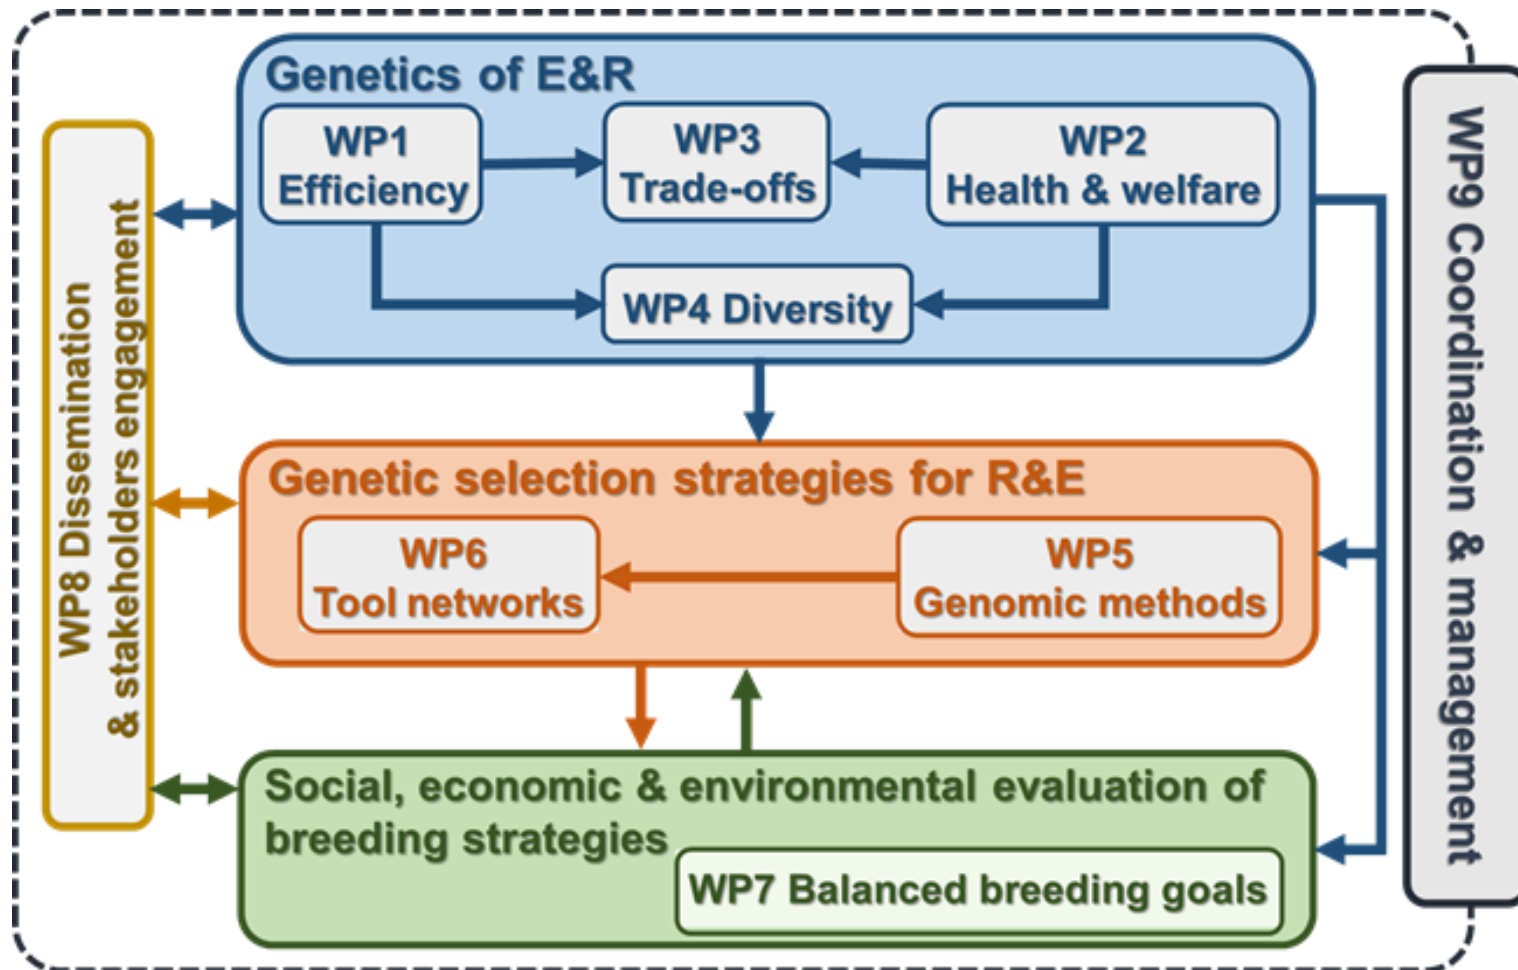 Genetics of E&R
WP1
Efficiency
WP3
Trade-offs
WP2
Health & welfare
WP4 Diversity
Genetic selection strategies for R&E
WP6
Tool networks
WP5
Genomic methods
Social, economic & environmental evaluation of
breeding strategies
WP7 Balanced breeding goals
WP8 Dissemination
& stakeholders engagement
WP9 Coordination & management